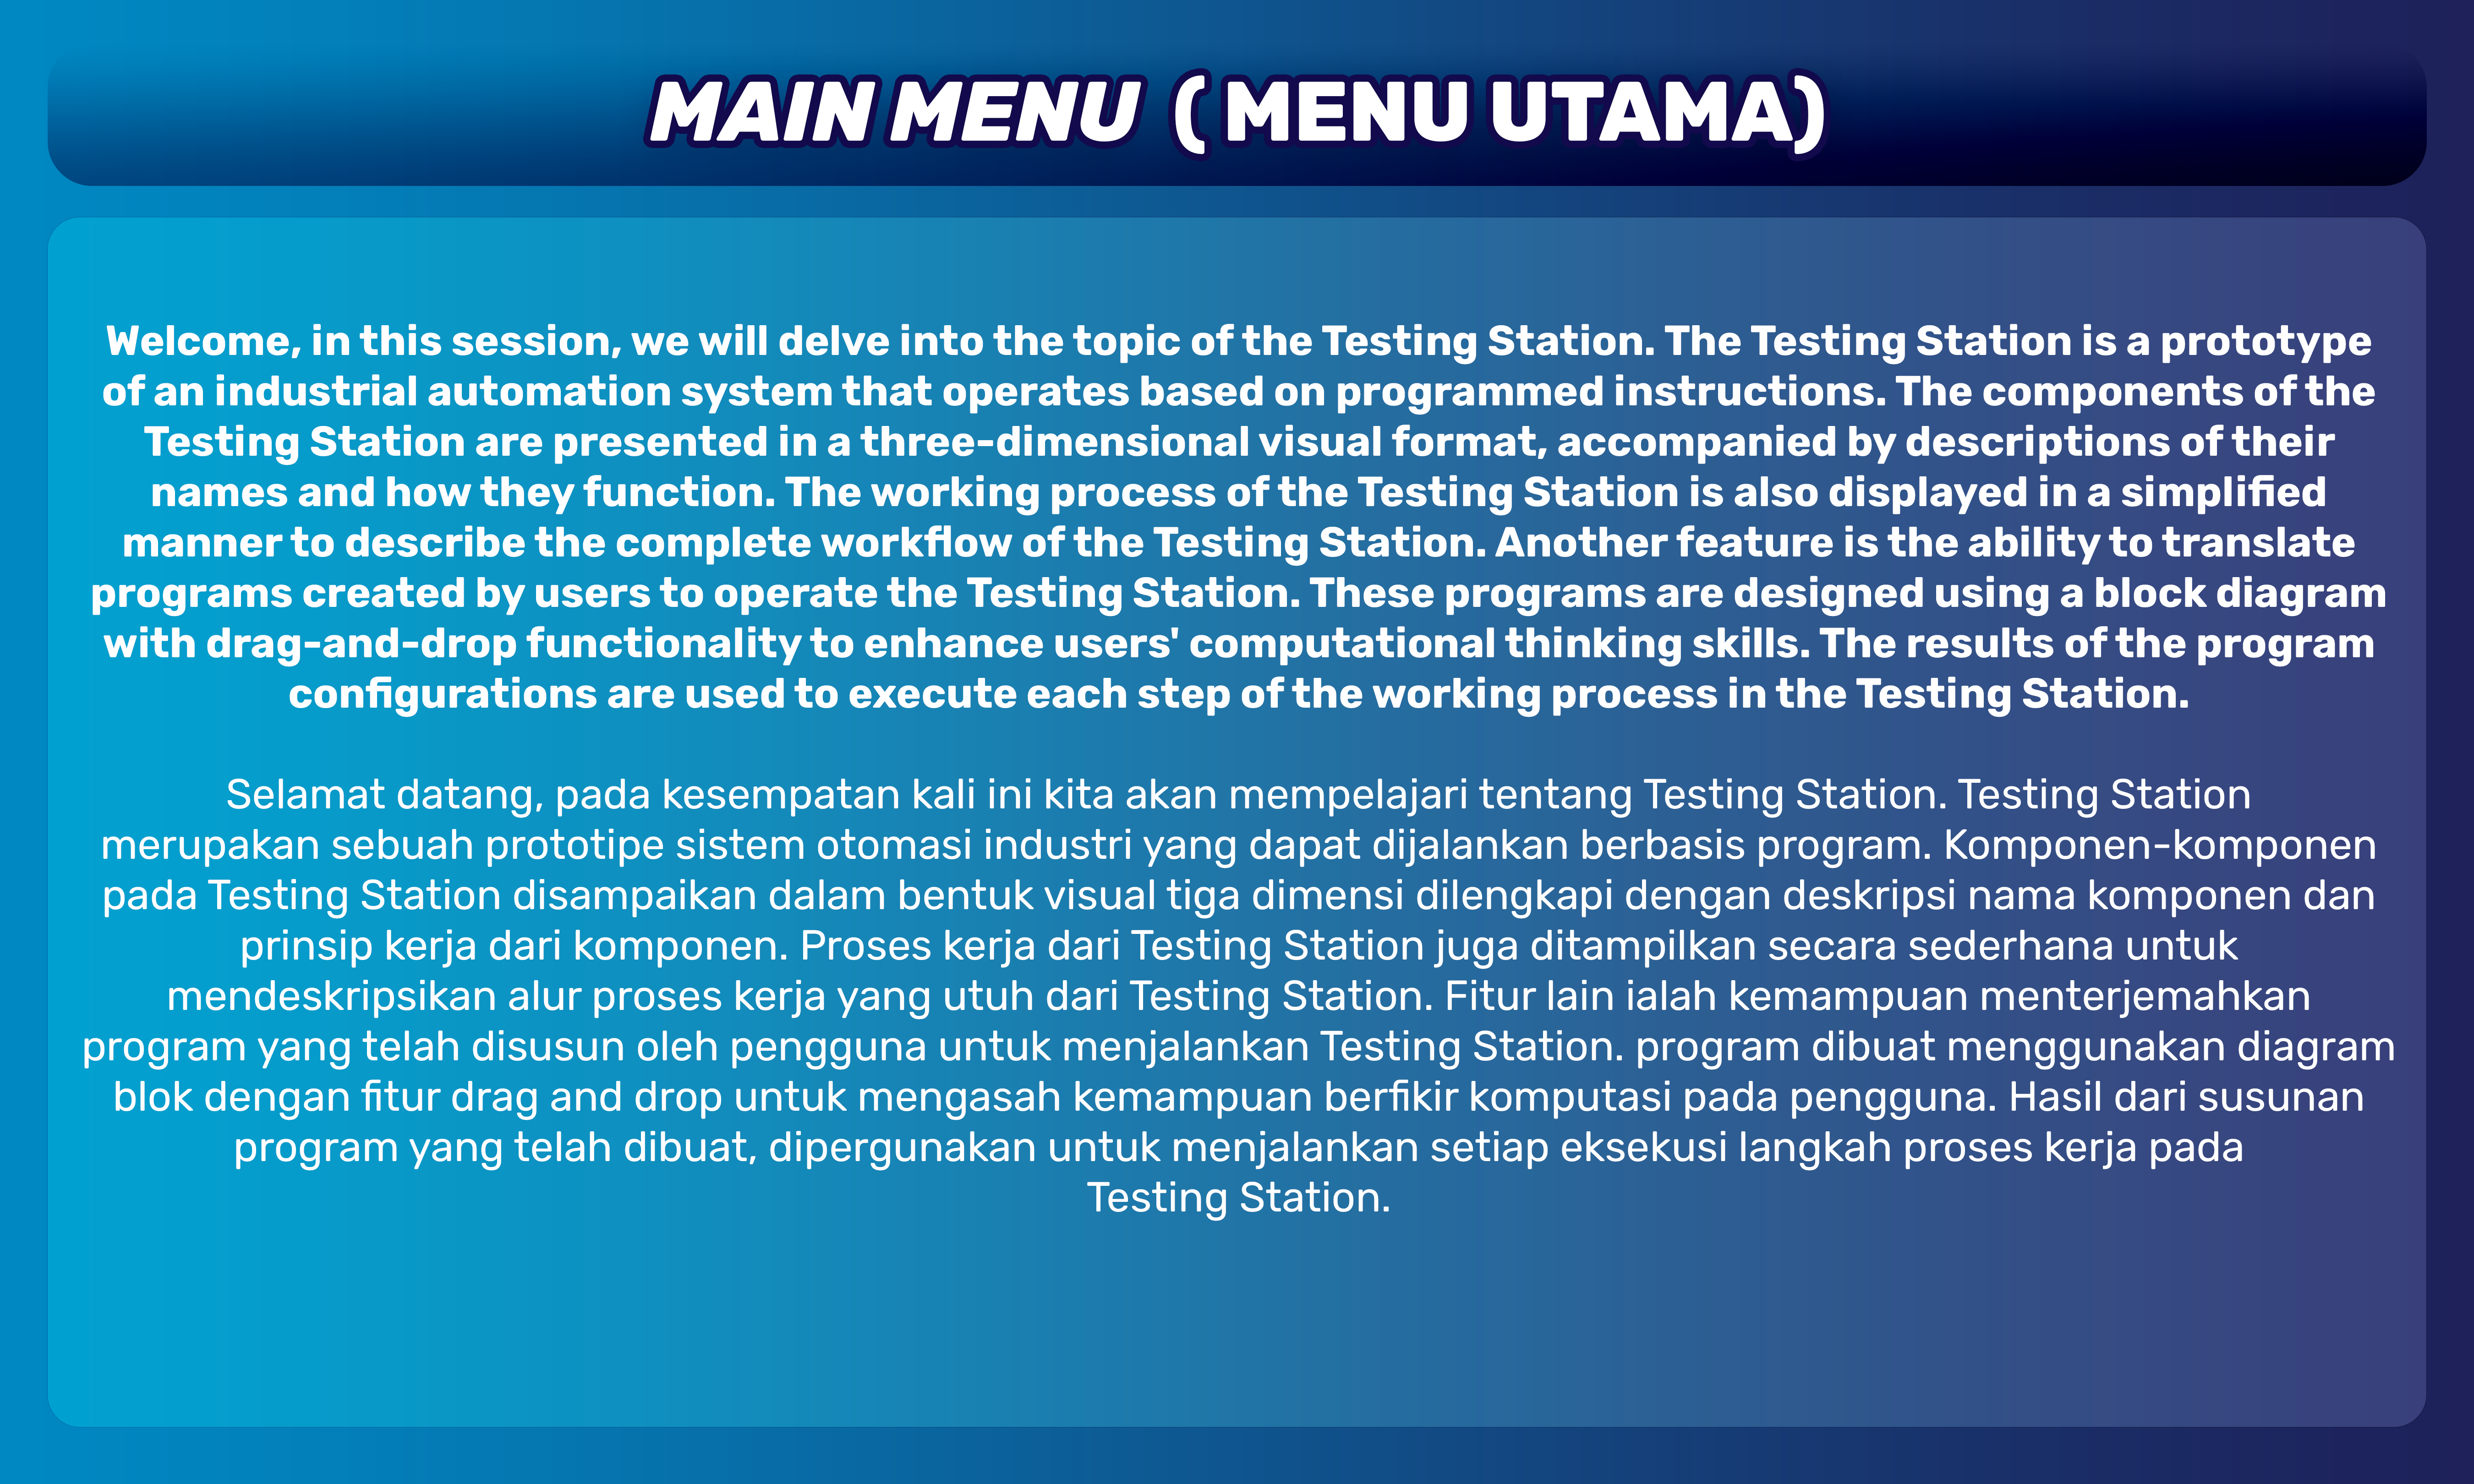 MAIN MENU (MENU UTAMA)
Welcome, in this session, we will delve into the topic of the Testing Station. The Testing Station is a prototype
of an industrial automation system that operates based on programmed instructions. The components of the
Testing Station are presented in a three-dimensional visual format, accompanied by descriptions of their
names and how they function. The working process of the Testing Station is also displayed in a simplified
manner to describe the complete workflow of the Testing Station. Another feature is the ability to translate
programs created by users to operate the Testing Station. These programs are designed using a block diagram
with drag-and-drop functionality to enhance users' computational thinking skills. The results of the program
configurations are used to execute each step of the working process in the Testing Station.
Selamat datang, pada kesempatan kali ini kita akan mempelajari tentang Testing Station. Testing Station
merupakan sebuah prototipe sistem otomasi industri yang dapat dijalankan berbasis program. Komponen-komponen
pada Testing Station disampaikan dalam bentuk visual tiga dimensi dilengkapi dengan deskripsi nama komponen dan
prinsip kerja dari komponen. Proses kerja dari Testing Station juga ditampilkan secara sederhana untuk
mendeskripsikan alur proses kerja yang utuh dari Testing Station. Fitur lain ialah kemampuan menterjemahkan
program yang telah disusun oleh pengguna untuk menjalankan Testing Station. program dibuat menggunakan diagram
blok dengan fitur drag and drop untuk mengasah kemampuan berfikir komputasi pada pengguna. Hasil dari susunan
program yang telah dibuat, dipergunakan untuk menjalankan setiap eksekusi langkah proses kerja pada
Testing Station.